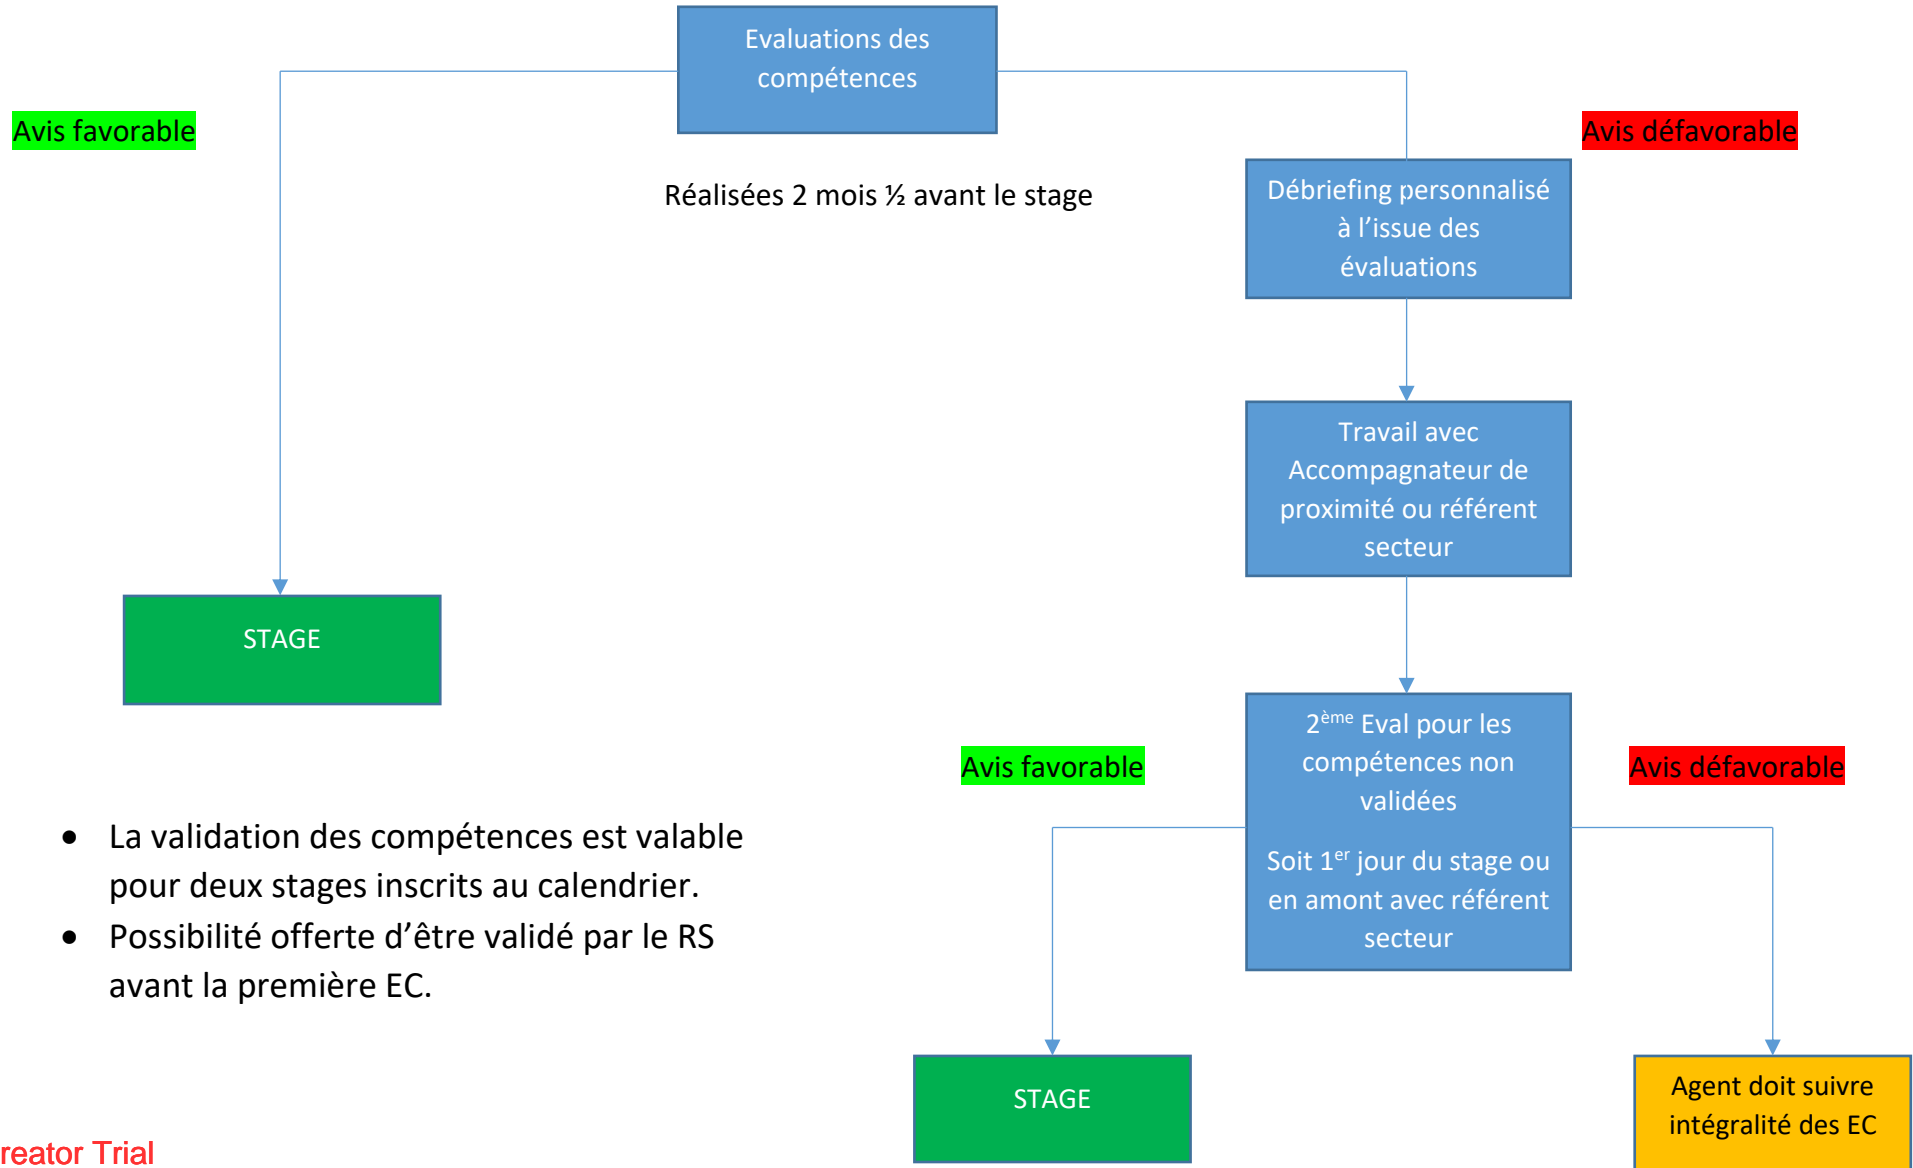 Evaluations des
compétences
Avis favorable
Avis défavorable
Réalisées 2 mois ½ avant le stage
Débriefing personnalisé
à l’issue des
évaluations
Travail avec
Accompagnateur de
proximité ou référent
secteur
STAGE
2ème Eval pour les
compétences non
validées
Soit 1er jour du stage ou
en amont avec référent
secteur
Avis favorable
Avis défavorable
• La validation des compétences est valable
pour deux stages inscrits au calendrier.
• Possibilité offerte d’être validé par le RS
avant la première EC.
STAGE
Agent doit suivre
intégralité des EC
reator Trial